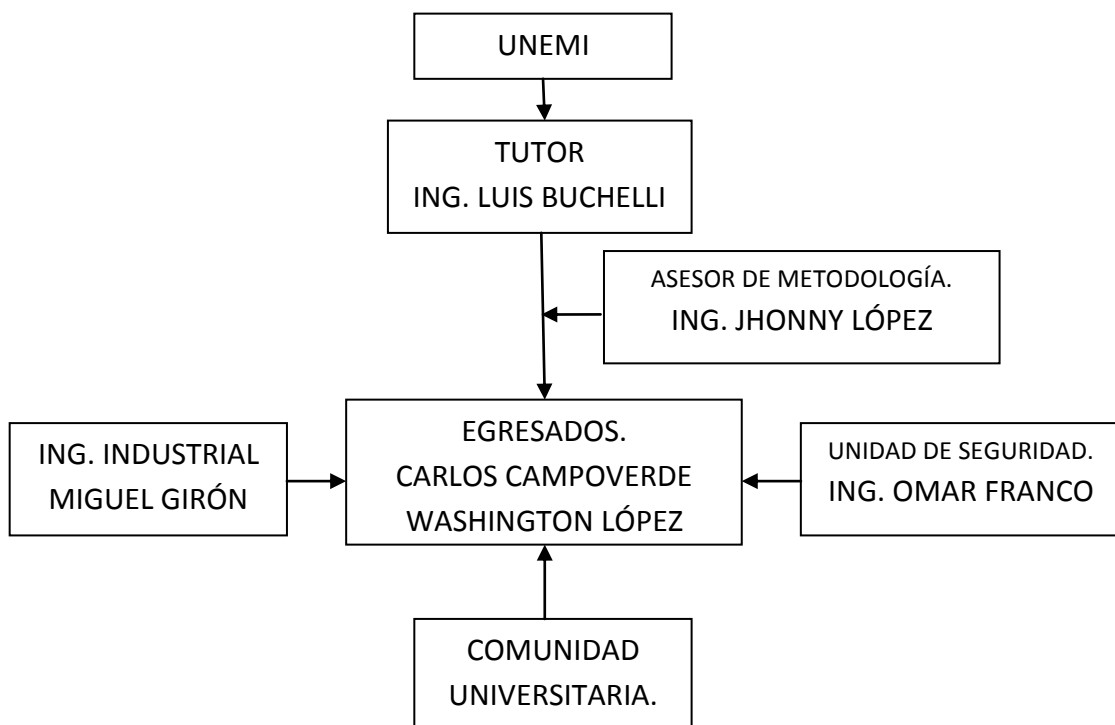 UNEMI
TUTOR
ING. LUIS BUCHELLI
ASESOR DE METODOLOGÍA.
ING. JHONNY LÓPEZ
ING. INDUSTRIAL
MIGUEL GIRÓN
EGRESADOS.
CARLOS CAMPOVERDE
WASHINGTON LÓPEZ
UNIDAD DE SEGURIDAD.
ING. OMAR FRANCO
COMUNIDAD
UNIVERSITARIA.